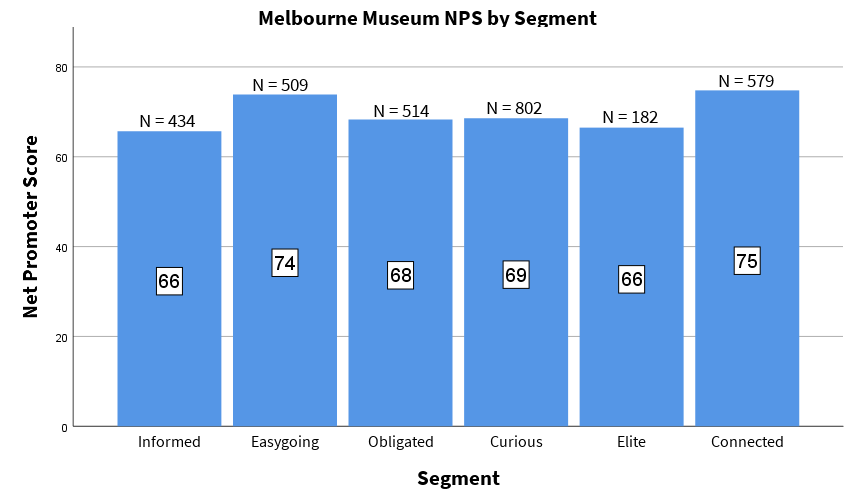 Melbourne Museum NPS by Segment
Net Promoter Score
80
60
40
20
0
N = 434
N = 509
N = 514
N = 802
N = 182
N = 579
66
74
68
69
66
75
Informed
Easygoing
Obligated
Curious
Elite
Connected
Segment